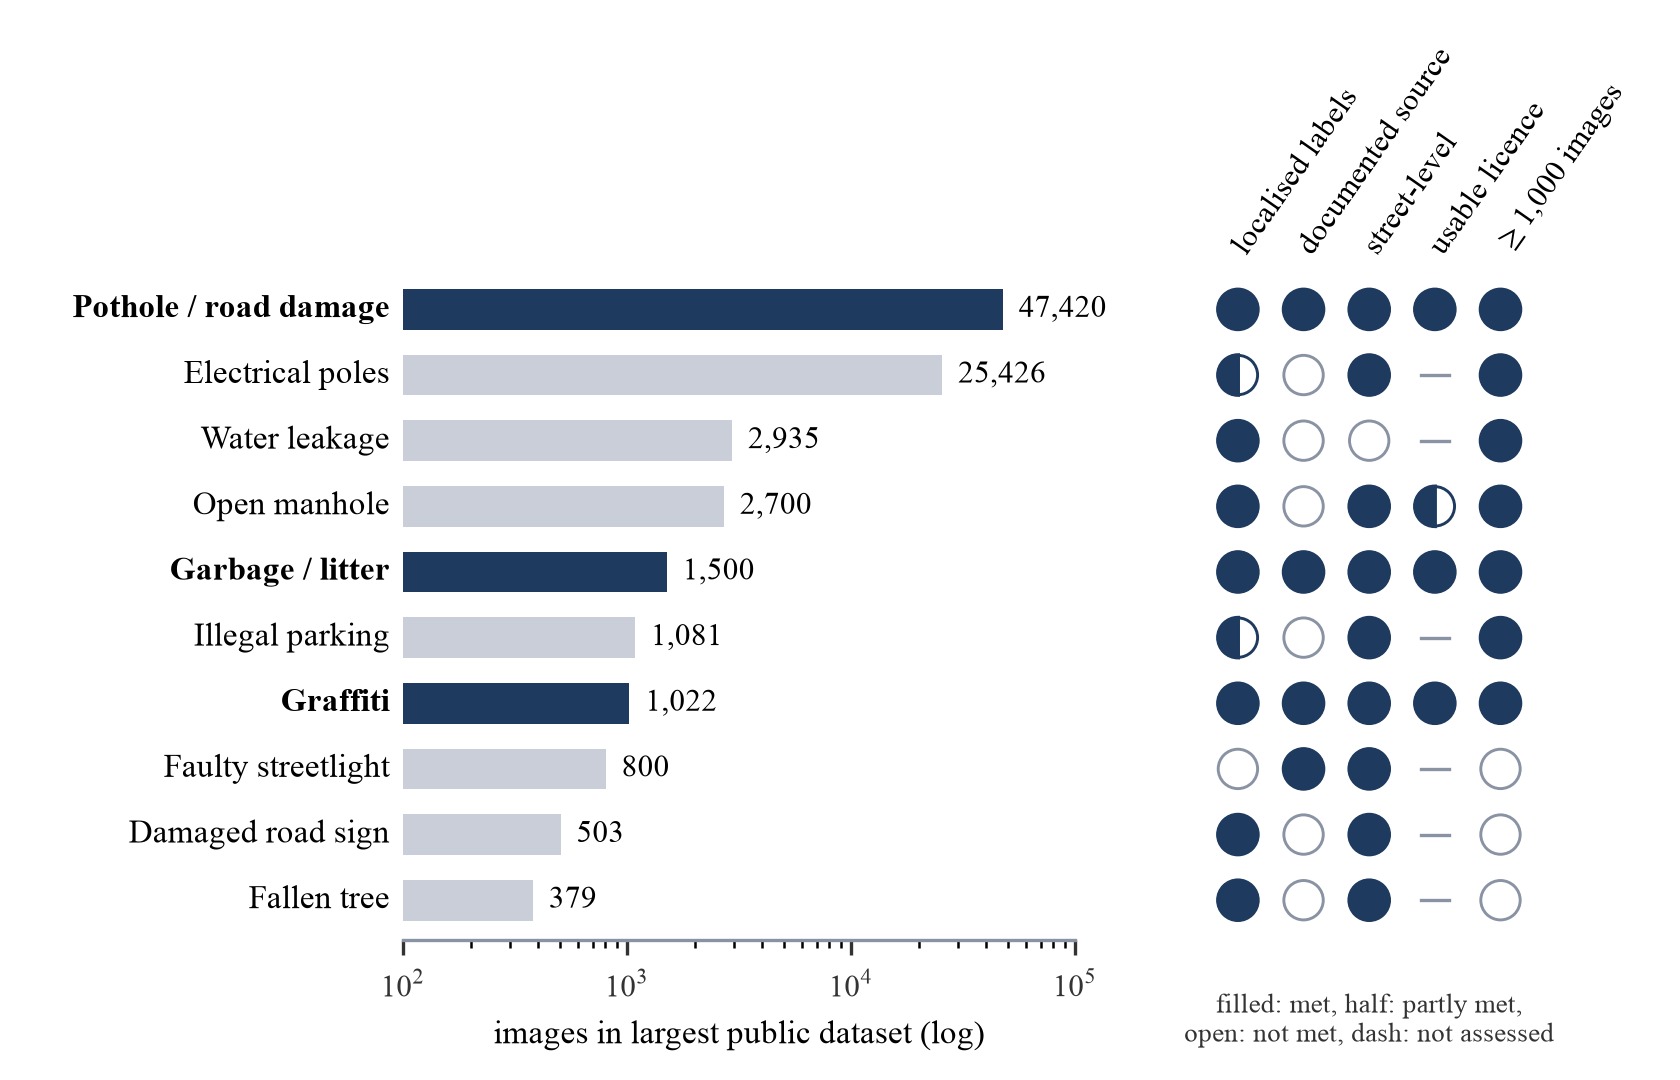 localised labels
documented source
street-level
usable licence
≥ 1,000 images
Pothole / road damage 47,420
Electrical poles 25,426
Water leakage 2,935
Open manhole 2,700
Garbage / litter 1,500
Illegal parking 1,081
Graffiti 1,022
Faulty streetlight 800
Damaged road sign 503
Fallen tree 379
10² 10³ 10⁴ 10⁵
images in largest public dataset (log)
filled: met, half: partly met,
open: not met, dash: not assessed